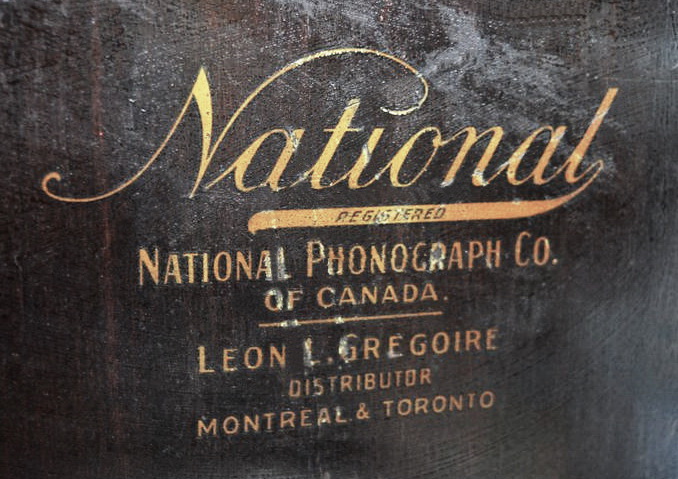 National
REGISTERED
NATIONAL PHONOGRAPH CO.
OF CANADA.
LEON L. GREGOIRE
DISTRIBUTOR
MONTREAL & TORONTO